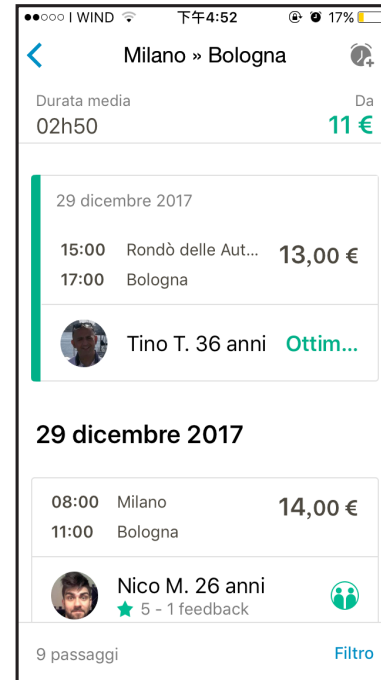 I WIND 下午4:52 17%
Milano » Bologna
Durata media Da
02h50 11 €
29 dicembre 2017
15:00 Rondò delle Aut... 13,00 €
17:00 Bologna
Tino T. 36 anni Ottim...
29 dicembre 2017
08:00 Milano 14,00 €
11:00 Bologna
Nico M. 26 anni
5 - 1 feedback
9 passaggi Filtro